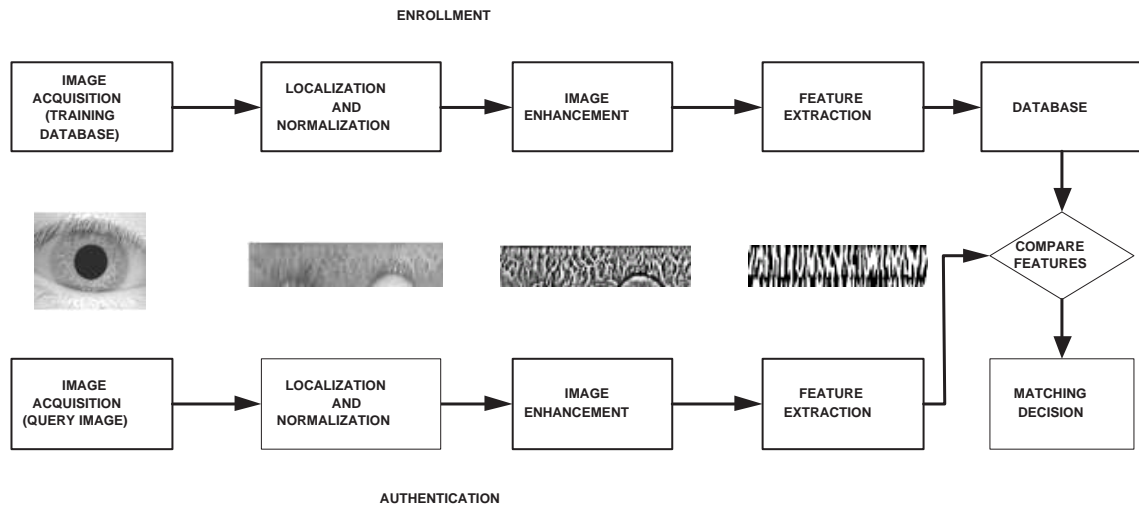 ENROLLMENT
IMAGE
ACQUISITION
(TRAINING
DATABASE)
LOCALIZATION
AND
NORMALIZATION
IMAGE
ENHANCEMENT
FEATURE
EXTRACTION
DATABASE
COMPARE
FEATURES
IMAGE
ACQUISITION
(QUERY IMAGE)
LOCALIZATION
AND
NORMALIZATION
IMAGE
ENHANCEMENT
FEATURE
EXTRACTION
MATCHING
DECISION
AUTHENTICATION